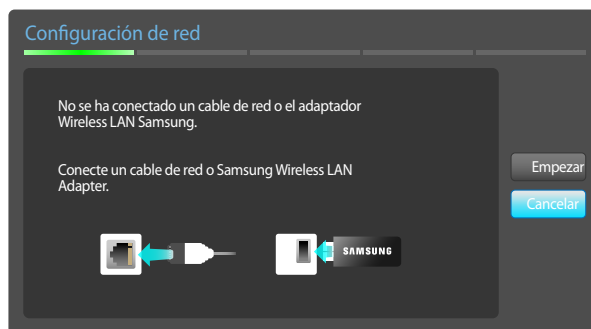 Configuración de red
No se ha conectado un cable de red o el adaptador
Wireless LAN Samsung.
Conecte un cable de red o Samsung Wireless LAN
Adapter.
Empezar
Cancelar
SAMSUNG